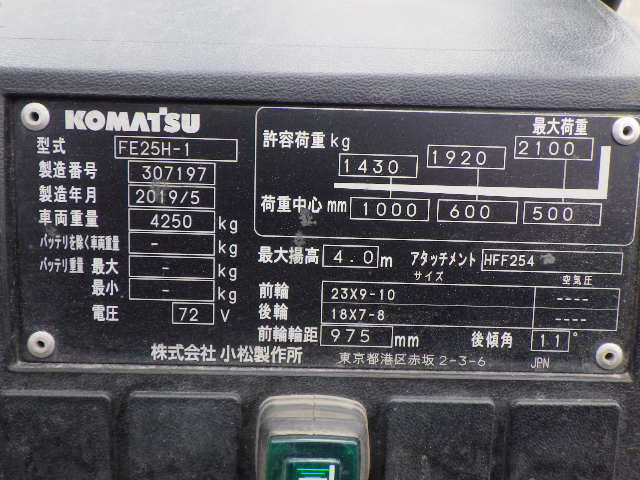 KOMATSU
型式 FE25H-1
製造番号 307197
製造年月 2019/5
車両重量 4250 kg
バッテリを除く車両重量 - kg
バッテリ重量 最大 - kg
最小 - kg
電圧 72 V
最大荷重
許容荷重 kg 1430 1920 2100
荷重中心 mm 1000 600 500
最大揚高 4.0 m アタッチメント HFF254
サイズ 空気圧
前輪 23X9-10 ----
後輪 18X7-8 ----
前輪輪距 975 mm 後傾角 11°
株式会社 小松製作所 東京都港区赤坂2-3-6 JPN